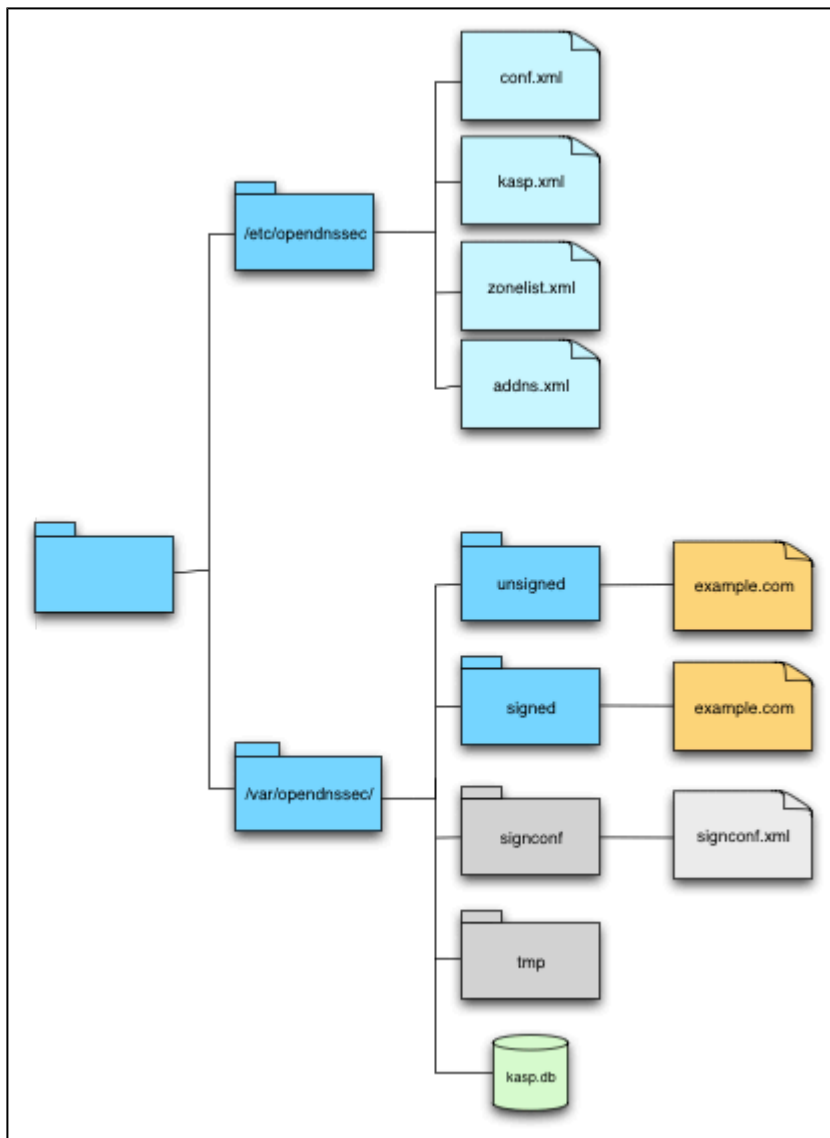 conf.xml
kasp.xml
/etc/opendnssec
zonelist.xml
addns.xml
unsigned
example.com
signed
example.com
/var/opendnssec/
signconf
signconf.xml
tmp
kasp.db